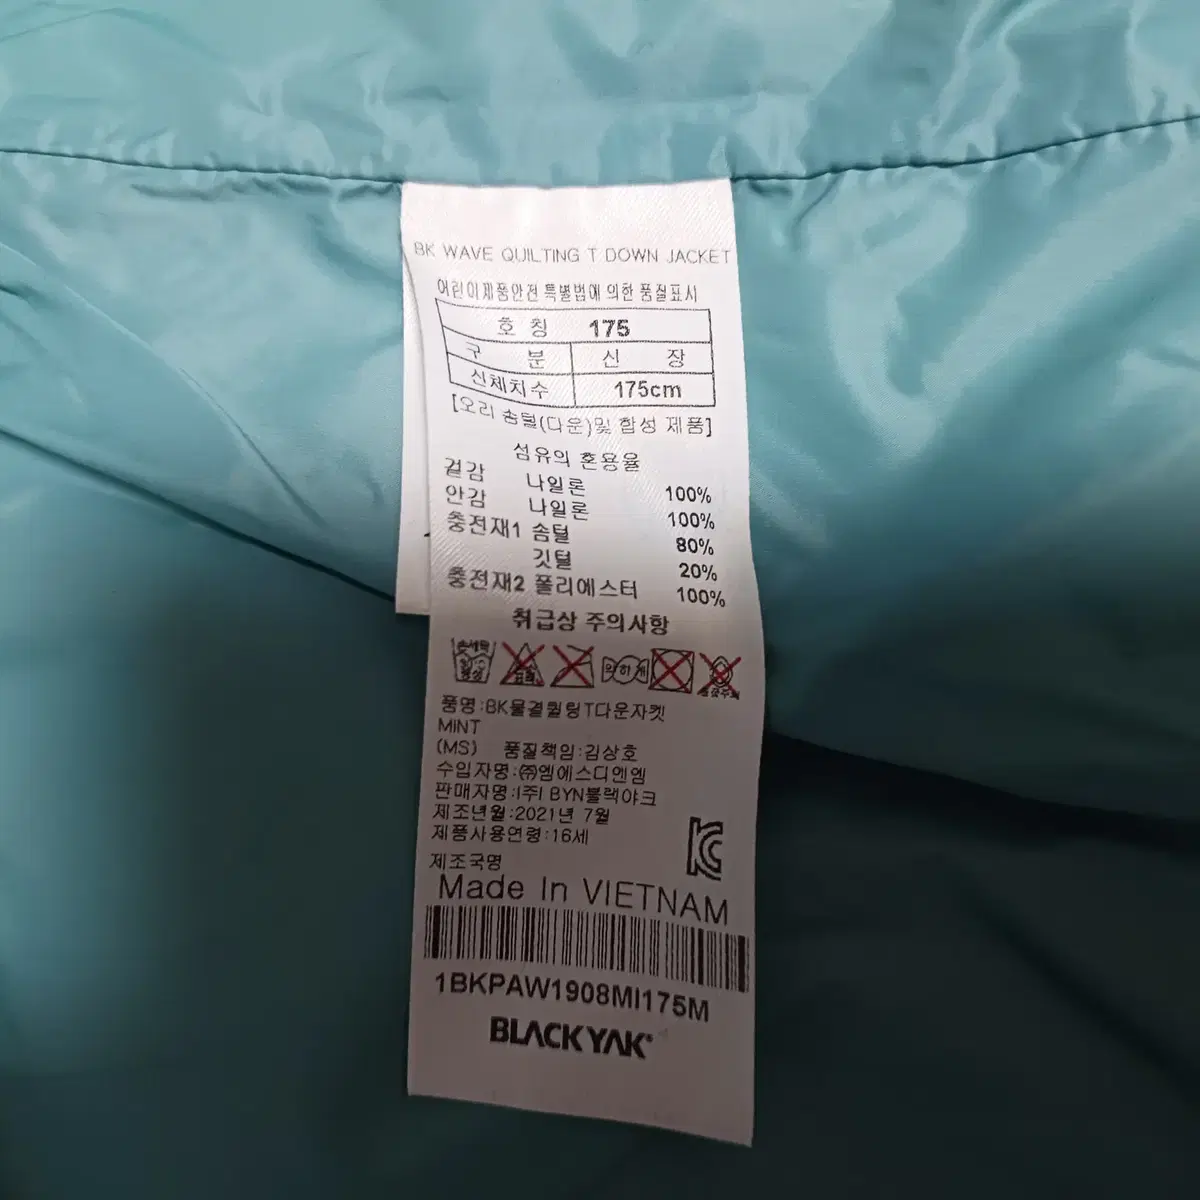 BK WAVE QUILTING T DOWN JACKET
어린이제품안전 특별법에 의한 품질표시
호 칭 175
구 분 신 장
신체치수 175cm
[오리 솜털(다운)및 합성 제품]
섬유의 혼용율
겉감 나일론 100%
안감 나일론 100%
충전재1 솜털 80%
깃털 20%
충전재2 폴리에스터 100%
취급상 주의사항
손세탁 약하게
품명:BK물결퀼팅T다운자켓
MINT
(MS) 품질책임:김상호
수입자명:㈜엠에스디앤엠
판매자명:(주) BYN블랙야크
제조년월:2021년 7월
제품사용연령:16세
제조국명
Made In VIETNAM
1BKPAW1908MI175M
BLACKYAK